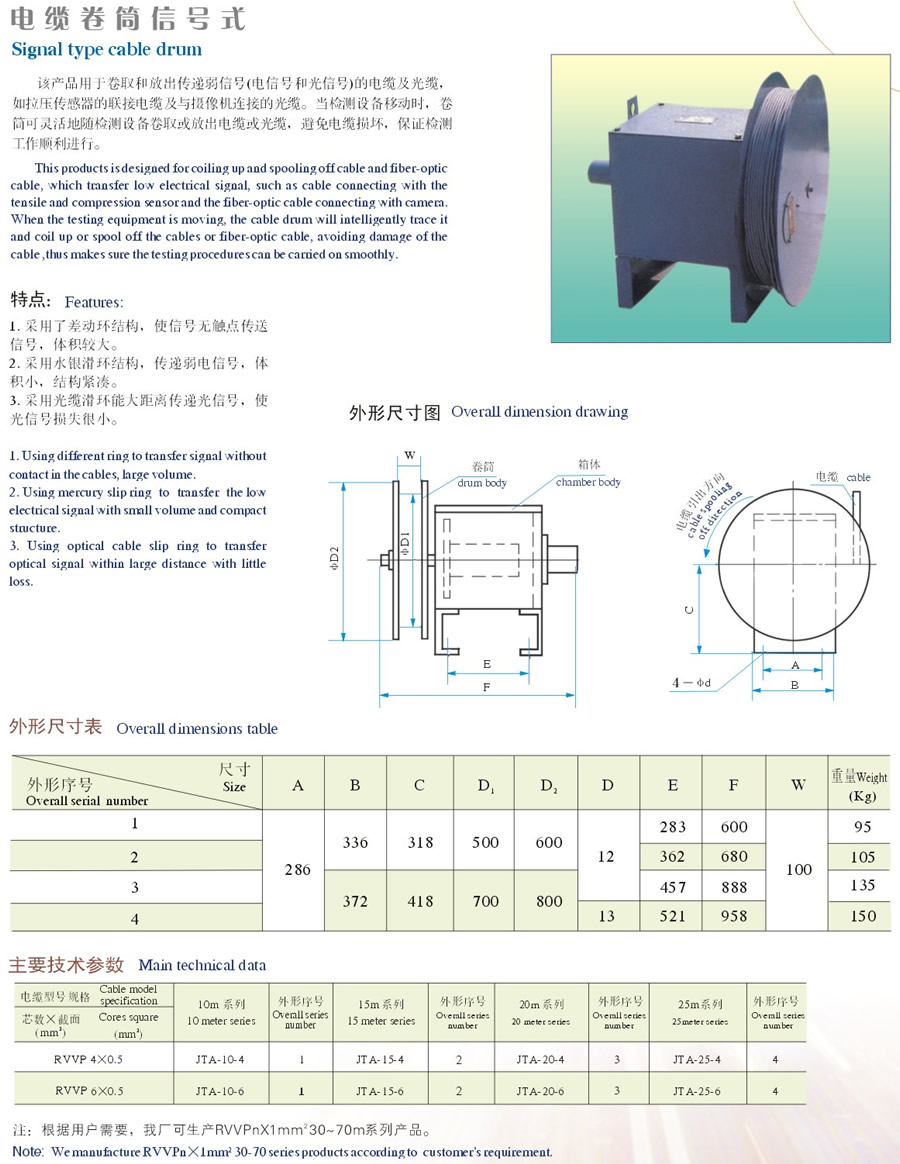 电缆卷筒信号式
Signal type cable drum
该产品用于卷取和放出传递弱信号(电信号和光信号)的电缆及光缆,
如拉压传感器的联接电缆及与摄像机连接的光缆。当检测设备移动时，卷
筒可灵活地随检测设备卷取或放出电缆或光缆，避免电缆损坏，保证检测
工作顺利进行。
This products is designed for coiling up and spooling off cable and fiber-optic
cable, which transfer low electrical signal, such as cable connecting with the
tensile and compression sensor and the fiber-optic cable connecting with camera.
When the testing equipment is moving, the cable drum will intelligently trace it
and coil up or spool off the cables or fiber-optic cable, avoiding damage of the
cable ,thus makes sure the testing procedures can be carried on smoothly.
特点: Features:
1. 采用了差动环结构，使信号无触点传送
信号，体积较大。
2. 采用水银滑环结构，传递弱电信号，体
积小，结构紧凑。
3. 采用光缆滑环能大距离传递光信号，使
光信号损失很小。
1. Using different ring to transfer signal without
contact in the cables, large volume.
2. Using mercury slip ring to transfer the low
electrical signal with small volume and compact
structure.
3. Using optical cable slip ring to transfer
optical signal within large distance with little
loss.
外形尺寸图 Overall dimension drawing
W
卷筒
drum body
箱体
chamber body
ΦD2
ΦD1
E
F
电缆引出方向
cable spooling
off direction
电缆 cable
C
A
B
4－Φd
外形尺寸表 Overall dimensions table
外形序号 Overall serial number 尺寸 Size A B C D1 D2 D E F W 重量Weight (Kg)
1 286 336 318 500 600 12 283 600 100 95
2 362 680 105
3 372 418 700 800 457 888 135
4 13 521 958 150
主要技术参数 Main technical data
电缆型号规格 Cable model specification
芯数×截面 (mm²) Cores square (mm²)
10m 系列 10 meter series
外形序号 Overall series number
15m 系列 15 meter series
外形序号 Overall series number
20m 系列 20 meter series
外形序号 Overall series number
25m 系列 25meter series
外形序号 Overall series number
RVVP 4×0.5 JTA-10-4 1 JTA-15-4 2 JTA-20-4 3 JTA-25-4 4
RVVP 6×0.5 JTA-10-6 1 JTA-15-6 2 JTA-20-6 3 JTA-25-6 4
注: 根据用户需要，我厂可生产RVVPnX1mm²30~70m系列产品。
Note: We manufacture RVVPn×1mm² 30-70 series products according to customer's requirement.